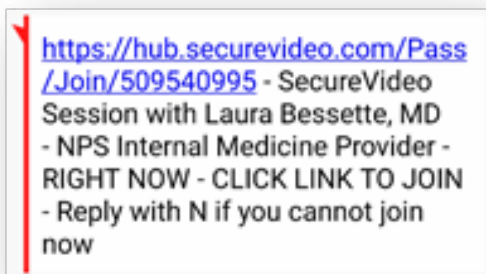 https://hub.securevideo.com/Pass
/Join/509540995 - SecureVideo
Session with Laura Bessette, MD
- NPS Internal Medicine Provider -
RIGHT NOW - CLICK LINK TO JOIN
- Reply with N if you cannot join
now